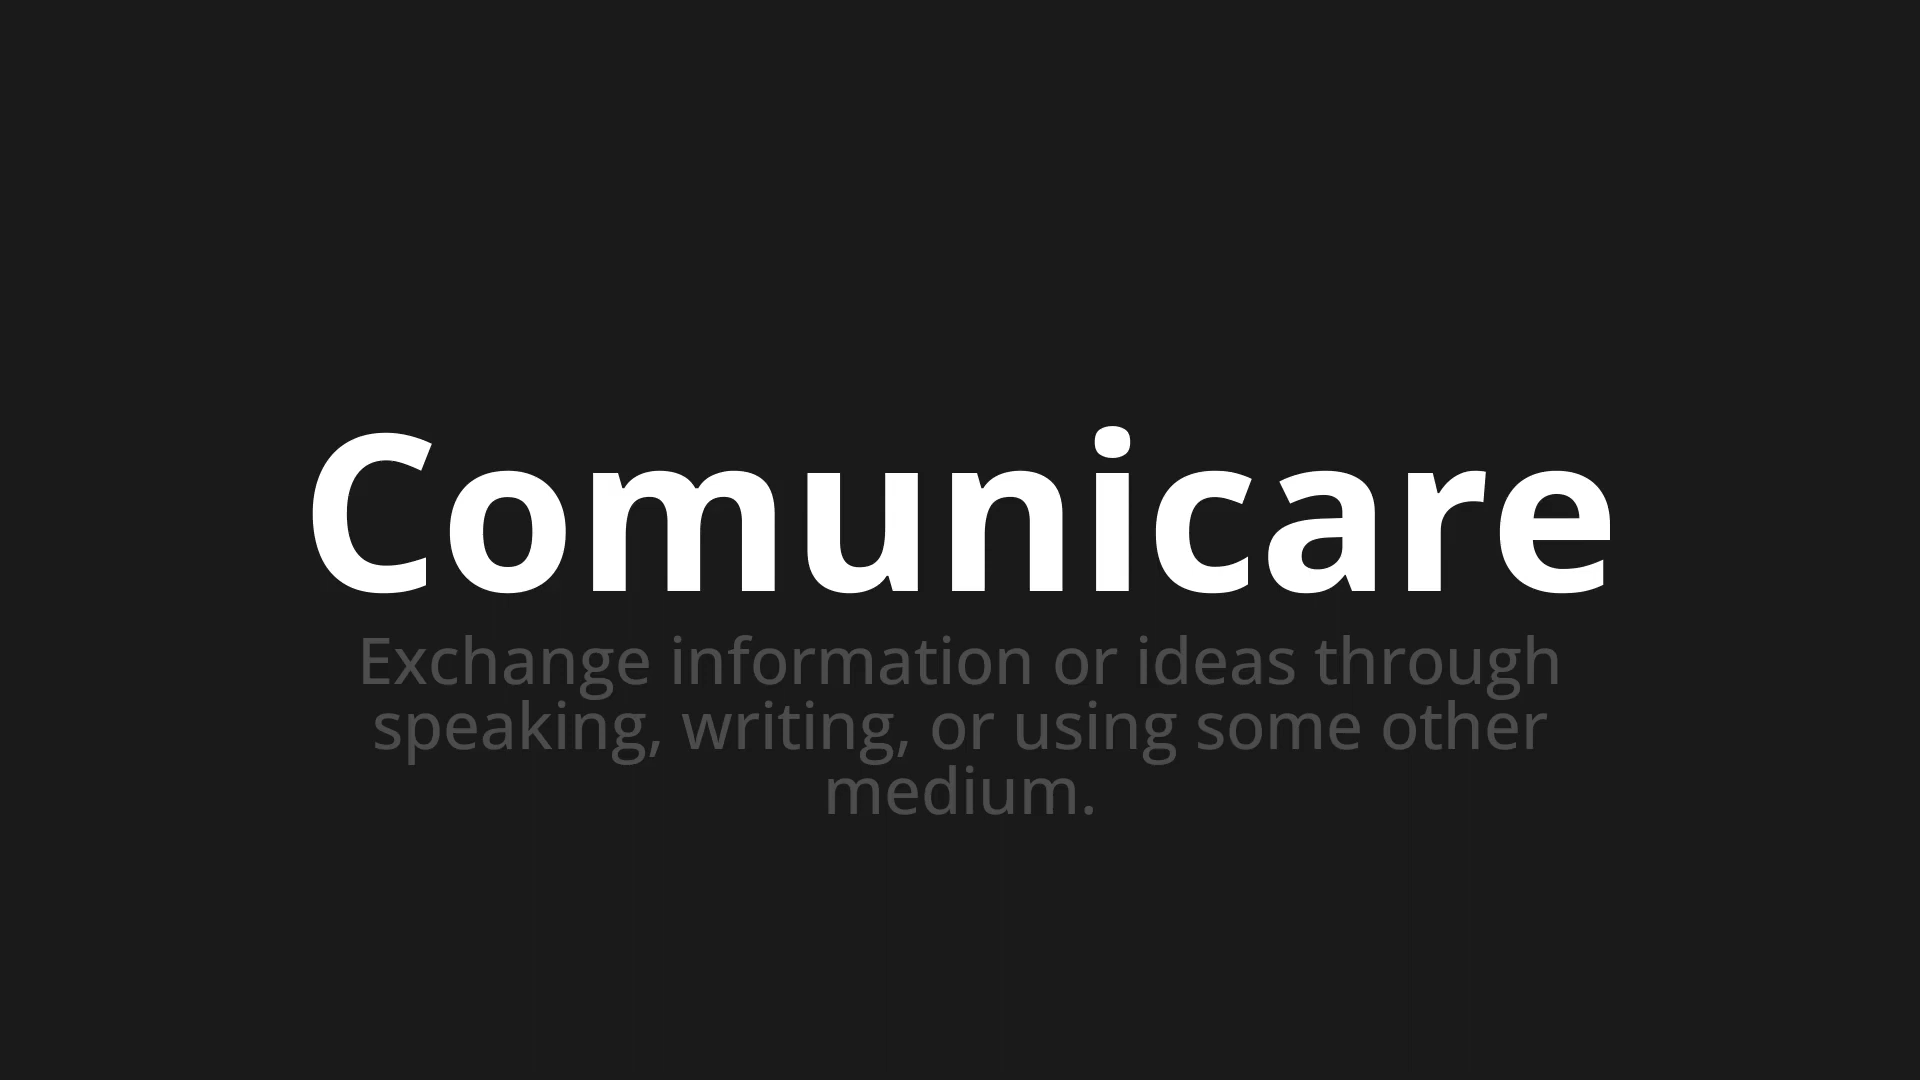 Comunicare
Exchange information or ideas through
speaking, writing, or using some other
medium.